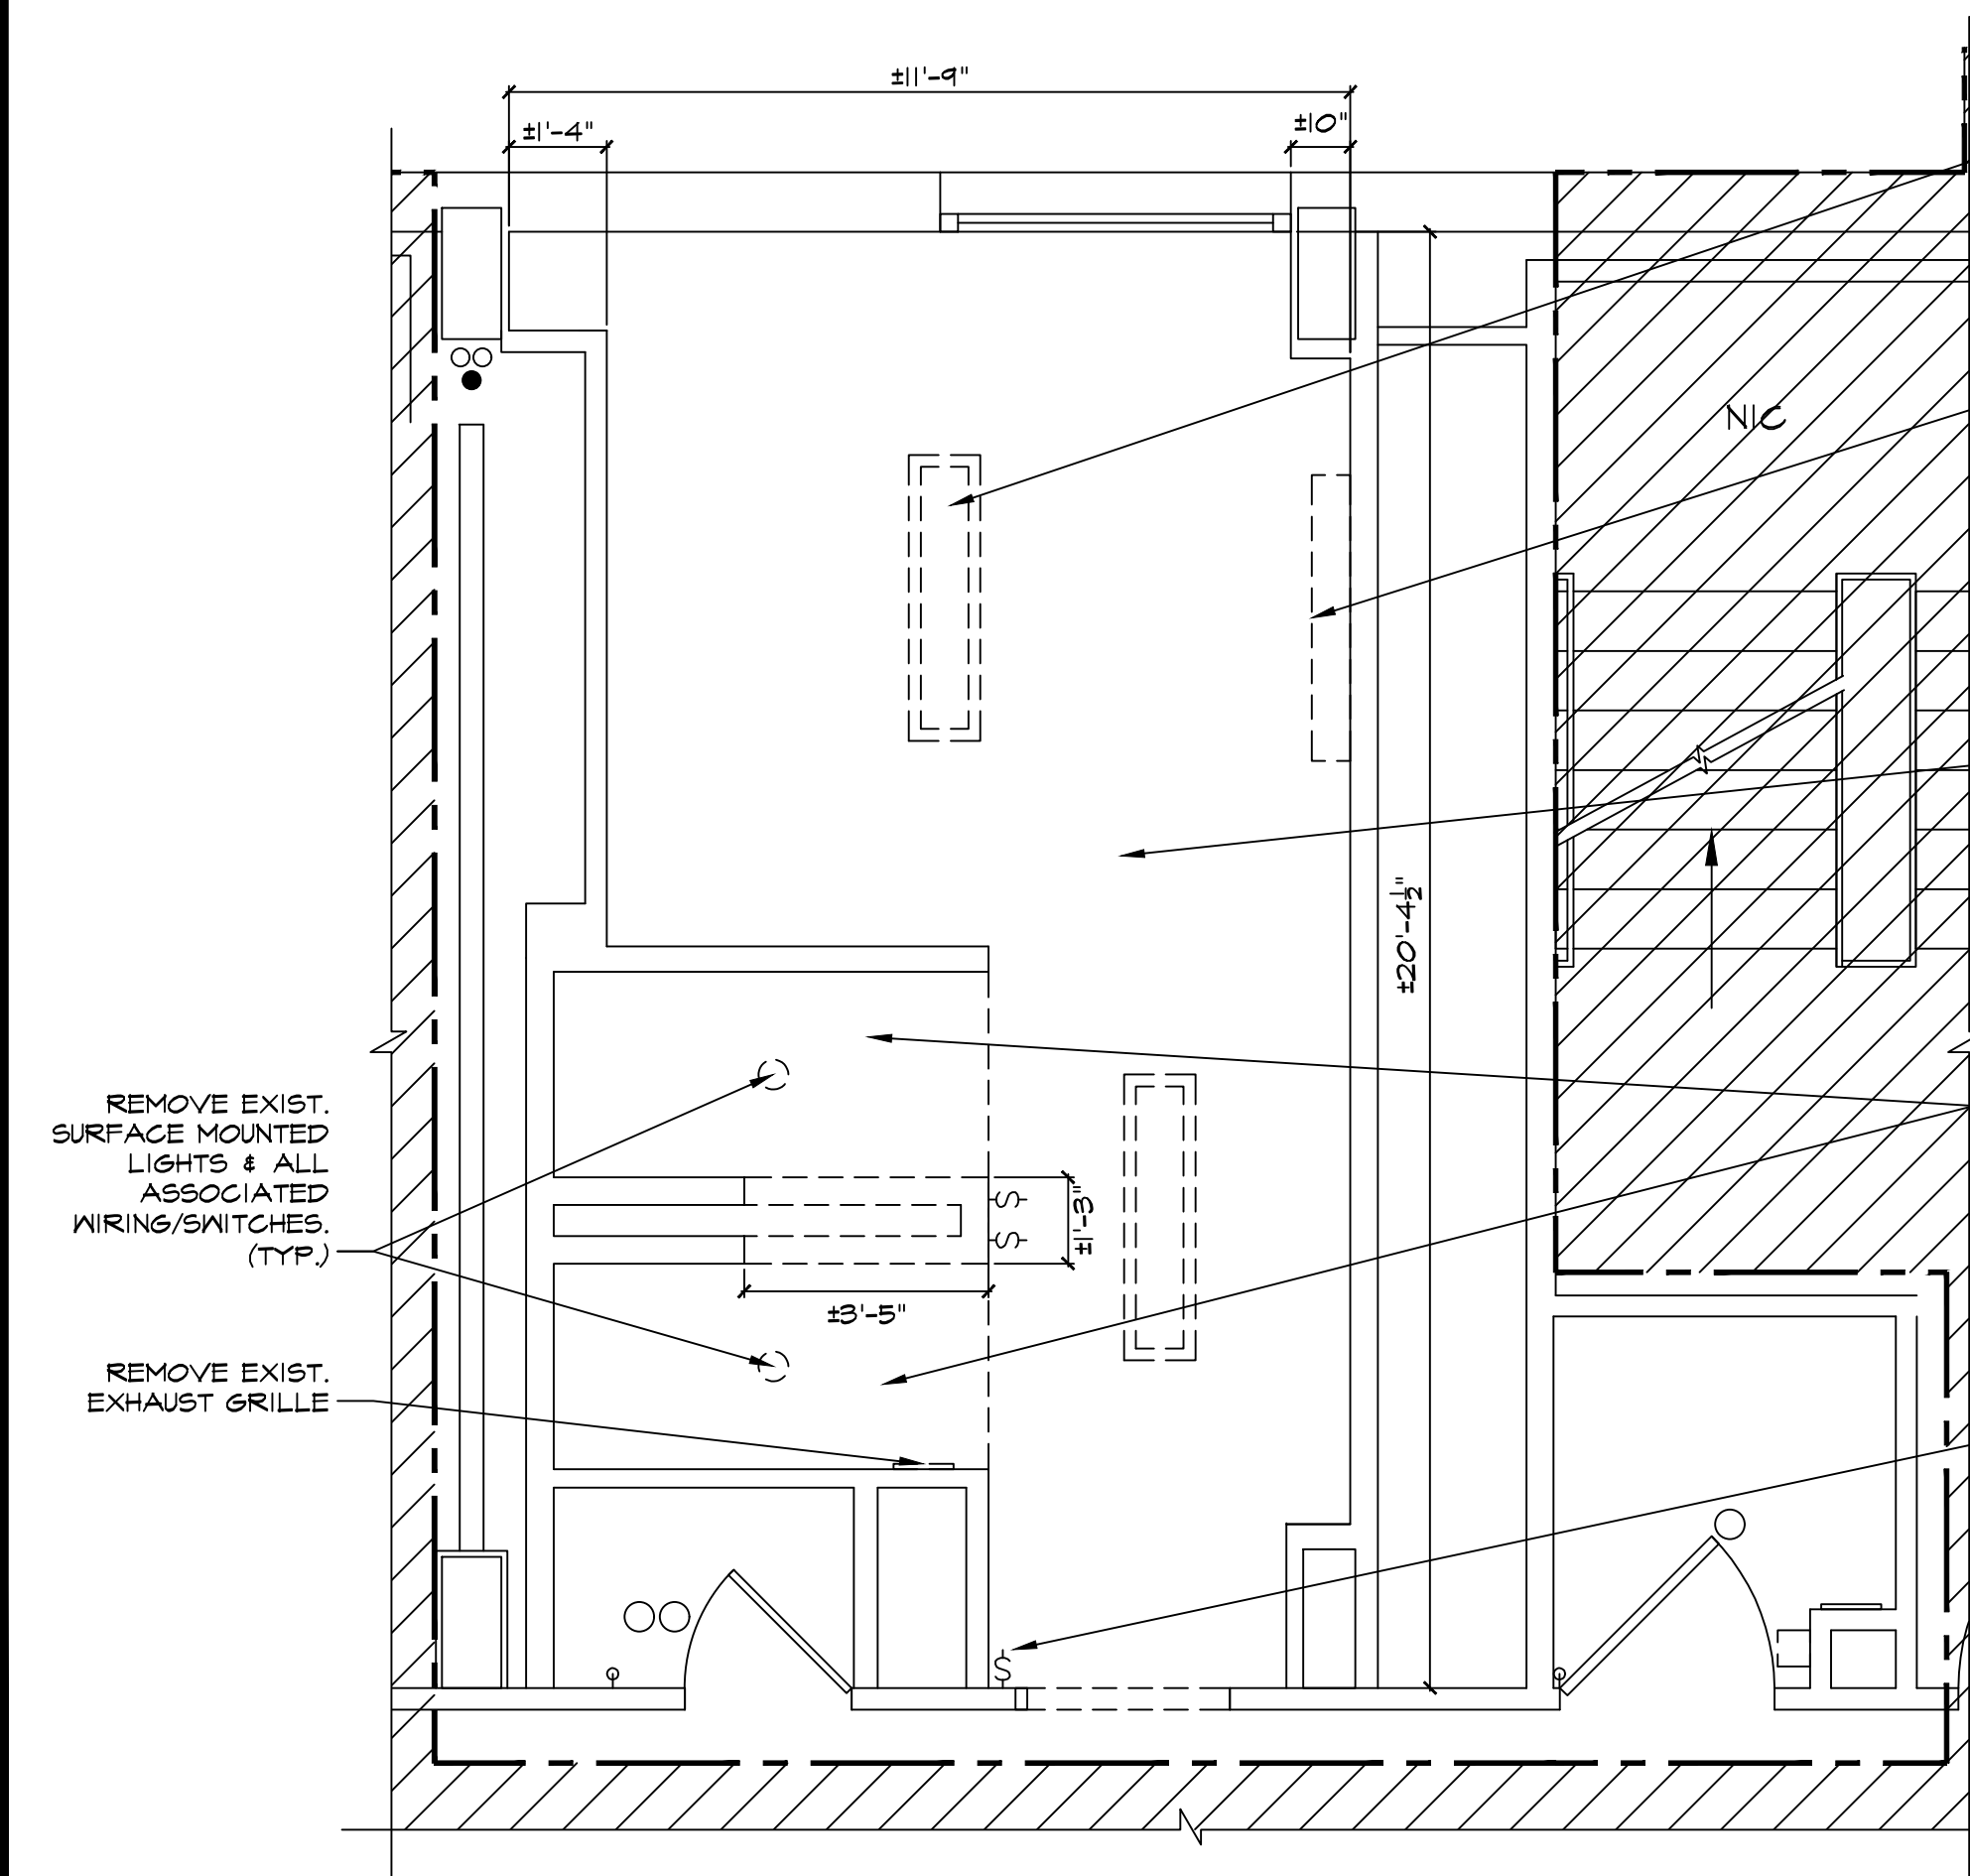 ±11'-9"
±1'-4"
±10"
NIC
±20'-4½"
REMOVE EXIST.
SURFACE MOUNTED
LIGHTS & ALL
ASSOCIATED
WIRING/SWITCHES.
(TYP.)
±1'-3"
S
S
±3'-5"
REMOVE EXIST.
EXHAUST GRILLE
S